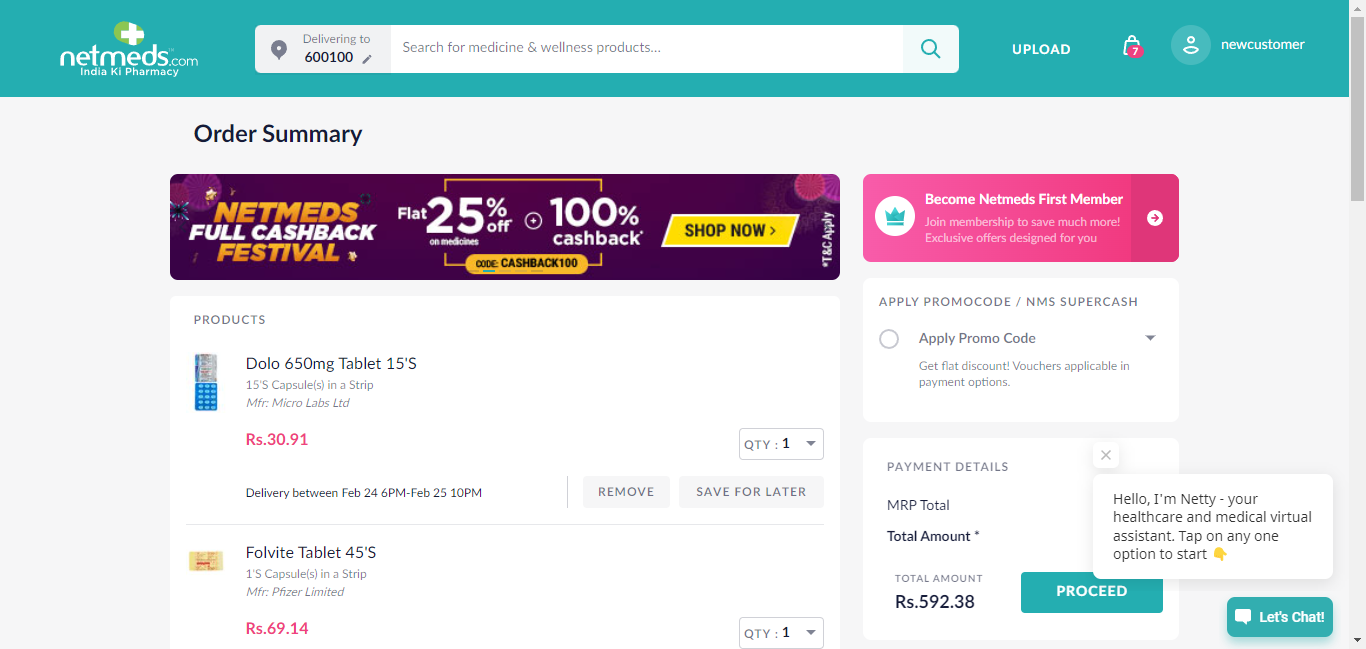 netmeds.com
India Ki Pharmacy
Delivering to
600100
Search for medicine & wellness products...
UPLOAD
7
newcustomer
Order Summary
NETMEDS
FULL CASHBACK
FESTIVAL
Flat 25% off
on medicines
100% cashback*
CODE: CASHBACK100
SHOP NOW >
*T&C Apply
Become Netmeds First Member
Join membership to save much more!
Exclusive offers designed for you
PRODUCTS
Dolo 650mg Tablet 15'S
15'S Capsule(s) in a Strip
Mfr: Micro Labs Ltd
Rs.30.91
QTY : 1
Delivery between Feb 24 6PM-Feb 25 10PM
REMOVE
SAVE FOR LATER
Folvite Tablet 45'S
1'S Capsule(s) in a Strip
Mfr: Pfizer Limited
Rs.69.14
QTY : 1
APPLY PROMOCODE / NMS SUPERCASH
Apply Promo Code
Get flat discount! Vouchers applicable in
payment options.
PAYMENT DETAILS
MRP Total
Total Amount *
TOTAL AMOUNT
Rs.592.38
PROCEED
Hello, I'm Netty - your
healthcare and medical virtual
assistant. Tap on any one
option to start 👇
Let's Chat!